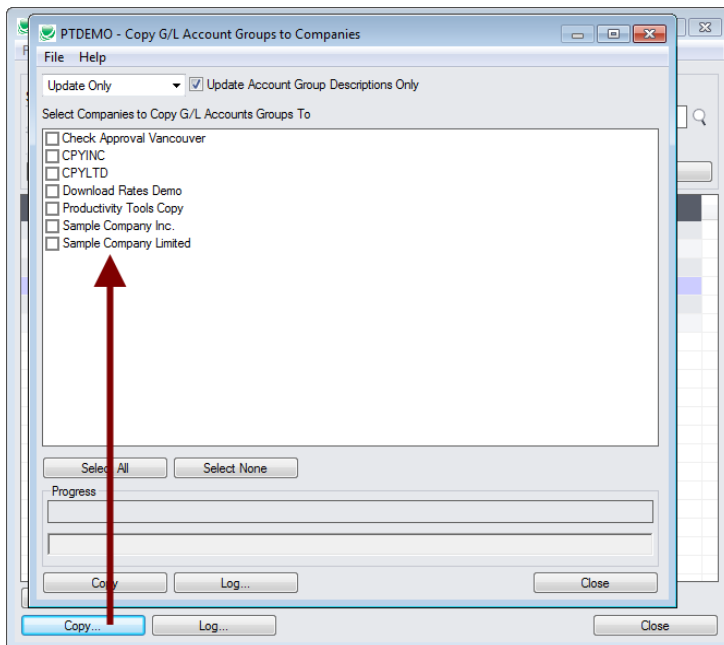 PTDEMO - Copy G/L Account Groups to Companies
File Help
Update Only Update Account Group Descriptions Only
Select Companies to Copy G/L Accounts Groups To
Check Approval Vancouver
CPYINC
CPYLTD
Download Rates Demo
Productivity Tools Copy
Sample Company Inc.
Sample Company Limited
Select All Select None
Progress
Copy Log... Close
Copy... Log... Close